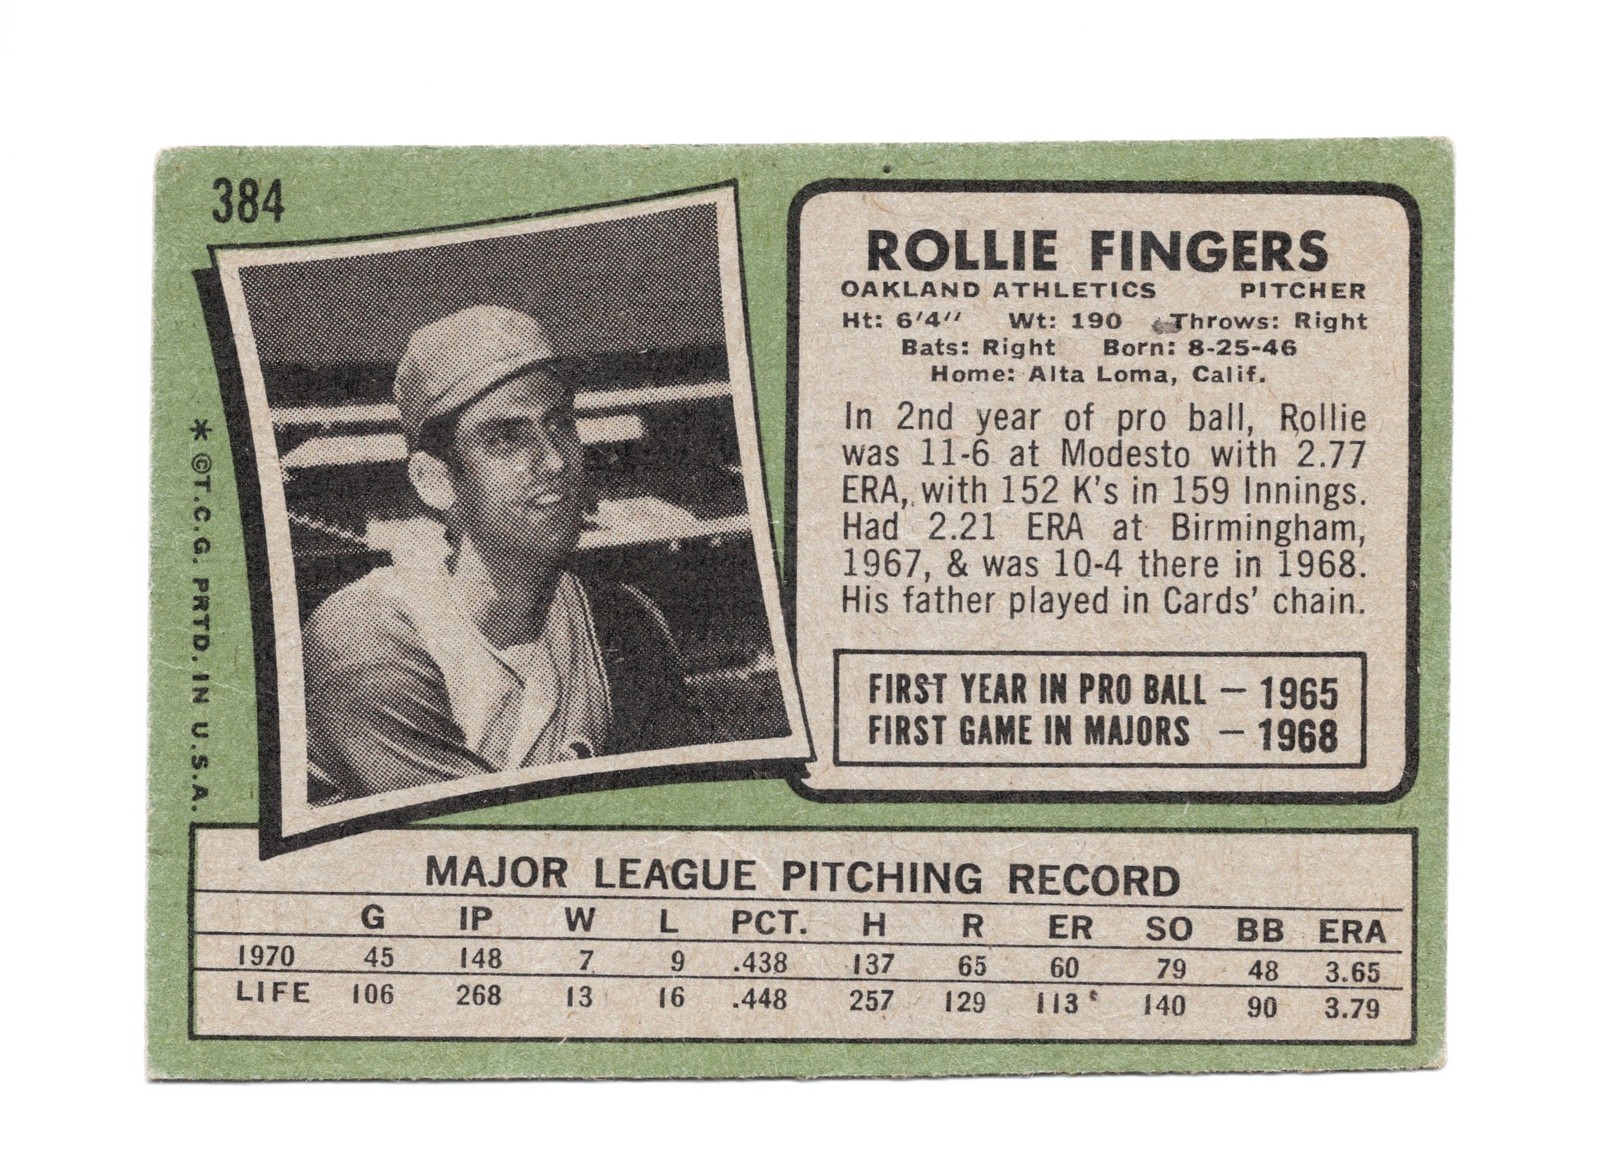 384
* ©T.C.G. PRTD. IN U.S.A.
ROLLIE FINGERS
OAKLAND ATHLETICS PITCHER
Ht: 6'4" Wt: 190 Throws: Right
Bats: Right Born: 8-25-46
Home: Alta Loma, Calif.
In 2nd year of pro ball, Rollie
was 11-6 at Modesto with 2.77
ERA, with 152 K's in 159 Innings.
Had 2.21 ERA at Birmingham,
1967, & was 10-4 there in 1968.
His father played in Cards' chain.
FIRST YEAR IN PRO BALL — 1965
FIRST GAME IN MAJORS — 1968
MAJOR LEAGUE PITCHING RECORD
G IP W L PCT. H R ER SO BB ERA
1970 45 148 7 9 .438 137 65 60 79 48 3.65
LIFE 106 268 13 16 .448 257 129 113 140 90 3.79